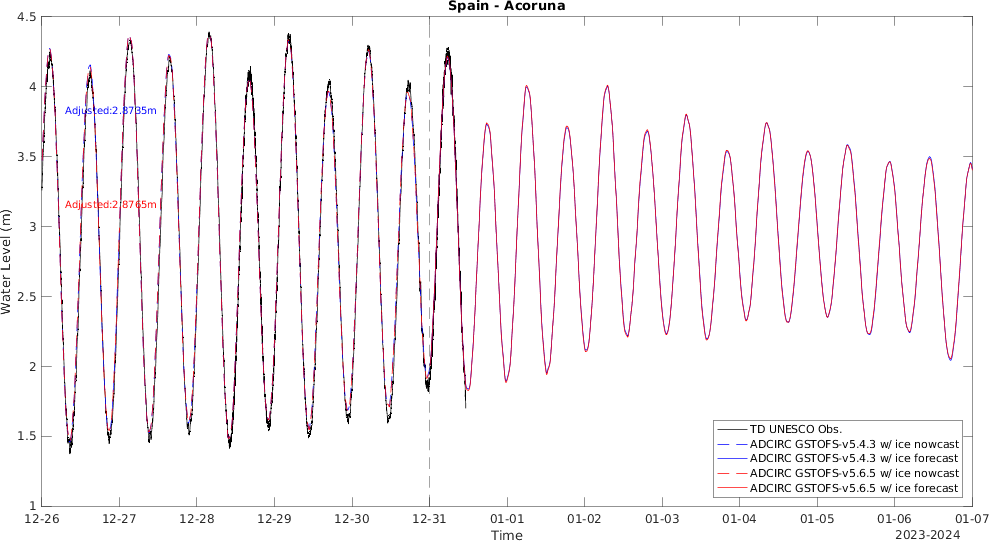 Spain - Acoruna
4.5
4
3.5
3
2.5
2
1.5
1
Water Level (m)
Adjusted:2.8735m
Adjusted:2.8765m
TD UNESCO Obs.
ADCIRC GSTOFS-v5.4.3 w/ ice nowcast
ADCIRC GSTOFS-v5.4.3 w/ ice forecast
ADCIRC GSTOFS-v5.6.5 w/ ice nowcast
ADCIRC GSTOFS-v5.6.5 w/ ice forecast
12-26 12-27 12-28 12-29 12-30 12-31 01-01 01-02 01-03 01-04 01-05 01-06 01-07
Time
2023-2024